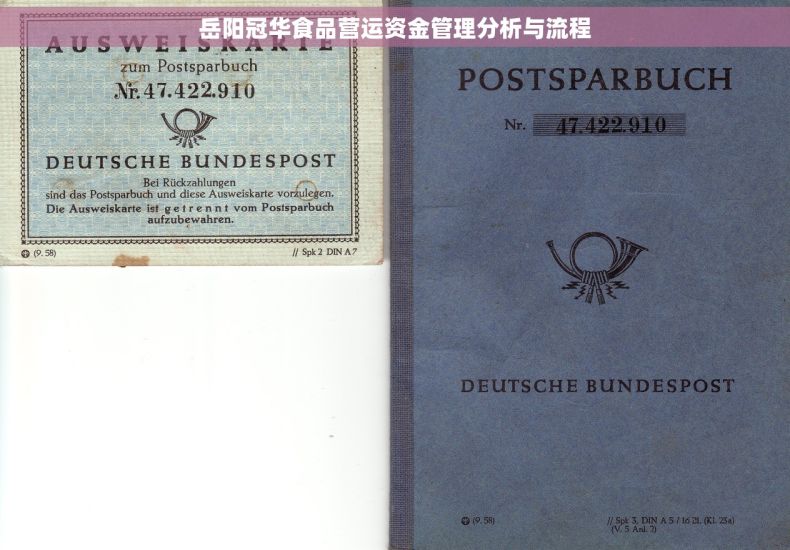 岳阳冠华食品营运资金管理分析与流程
AUSWEISKARTE
zum Postsparbuch
Nr. 47.422.910
DEUTSCHE BUNDESPOST
Bei Rückzahlungen
sind das Postsparbuch und diese Ausweiskarte vorzulegen.
Die Ausweiskarte ist getrennt vom Postsparbuch
aufzubewahren.
(9. 58)
// Spk 2 DIN A 7
POSTSPARBUCH
Nr. 47.422.910
DEUTSCHE BUNDESPOST
(9. 58)
// Spk 3, DIN A 5 / 16 Bl. (Kl. 23a)
(V, 5 Anl. 2)